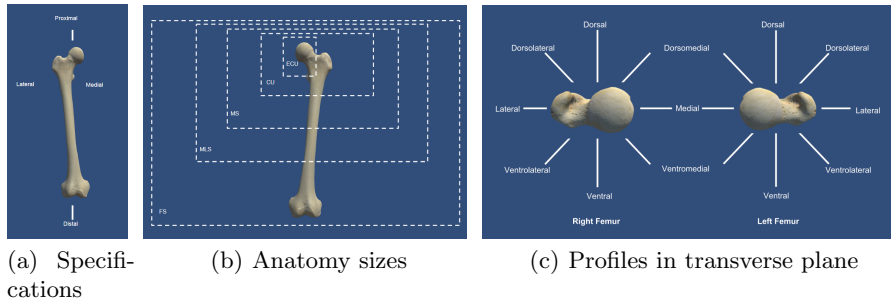 Proximal
Lateral
Medial
Distal
ECU
CU
MS
MLS
FS
Dorsal
Dorsal
Dorsolateral
Dorsomedial
Dorsolateral
Lateral
Medial
Lateral
Ventrolateral
Ventromedial
Ventrolateral
Ventral
Ventral
Right Femur
Left Femur
(a) Specifi-
cations
(b) Anatomy sizes
(c) Profiles in transverse plane